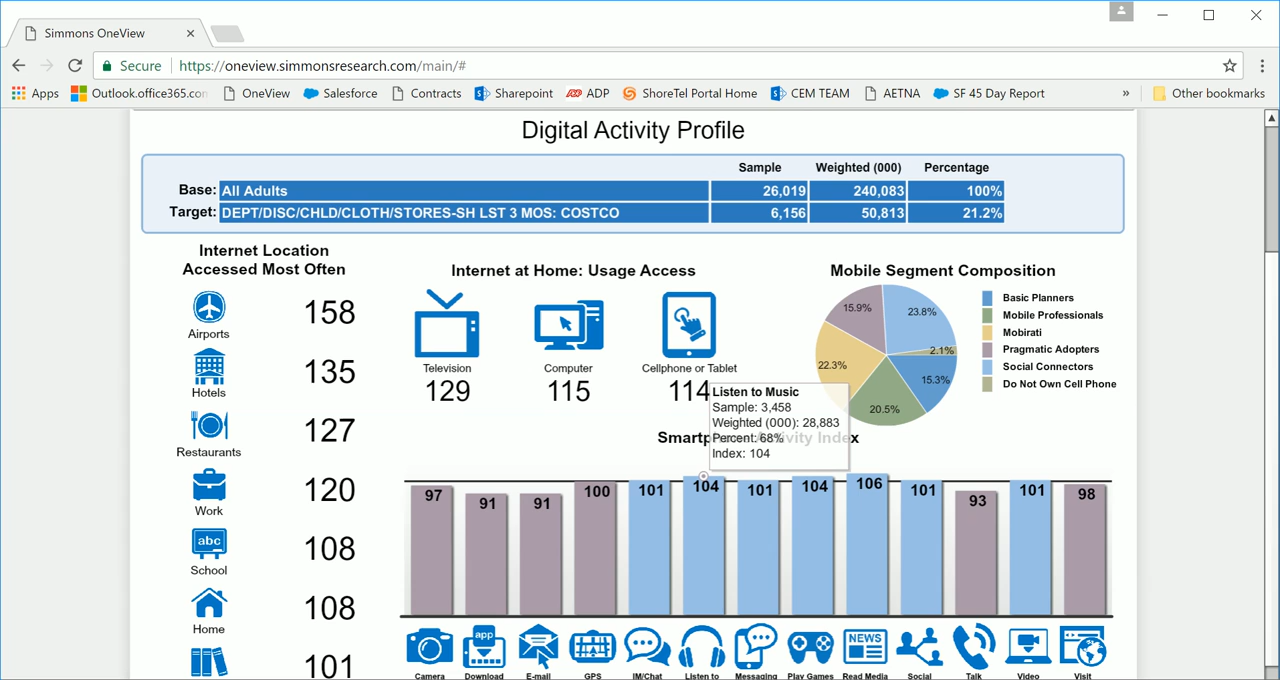 Simmons OneView
Secure https://oneview.simmonsresearch.com/main/#
Apps Outlook.office365.com OneView Salesforce Contracts Sharepoint ADP ShoreTel Portal Home CEM TEAM AETNA SF 45 Day Report » Other bookmarks
Digital Activity Profile
Sample Weighted (000) Percentage
Base: All Adults 26,019 240,083 100%
Target: DEPT/DISC/CHLD/CLOTH/STORES-SH LST 3 MOS: COSTCO 6,156 50,813 21.2%
Internet Location
Accessed Most Often
Airports 158
Hotels 135
Restaurants 127
Work 120
abc
School 108
Home 108
101
Internet at Home: Usage Access
Television Computer Cellphone or Tablet
129 115 114
Mobile Segment Composition
15.9% 23.8%
2.1%
22.3% 15.3%
20.5%
Basic Planners
Mobile Professionals
Mobirati
Pragmatic Adopters
Social Connectors
Do Not Own Cell Phone
Listen to Music
Sample: 3,458
Weighted (000): 28,883
Percent: 68%
Index: 104
97 91 91 100 101 104 101 104 106 101 93 101 98
app NEWS
Camera Download E-mail GPS IM/Chat Listen to Messaging Play Games Read Media Social Talk Video Visit